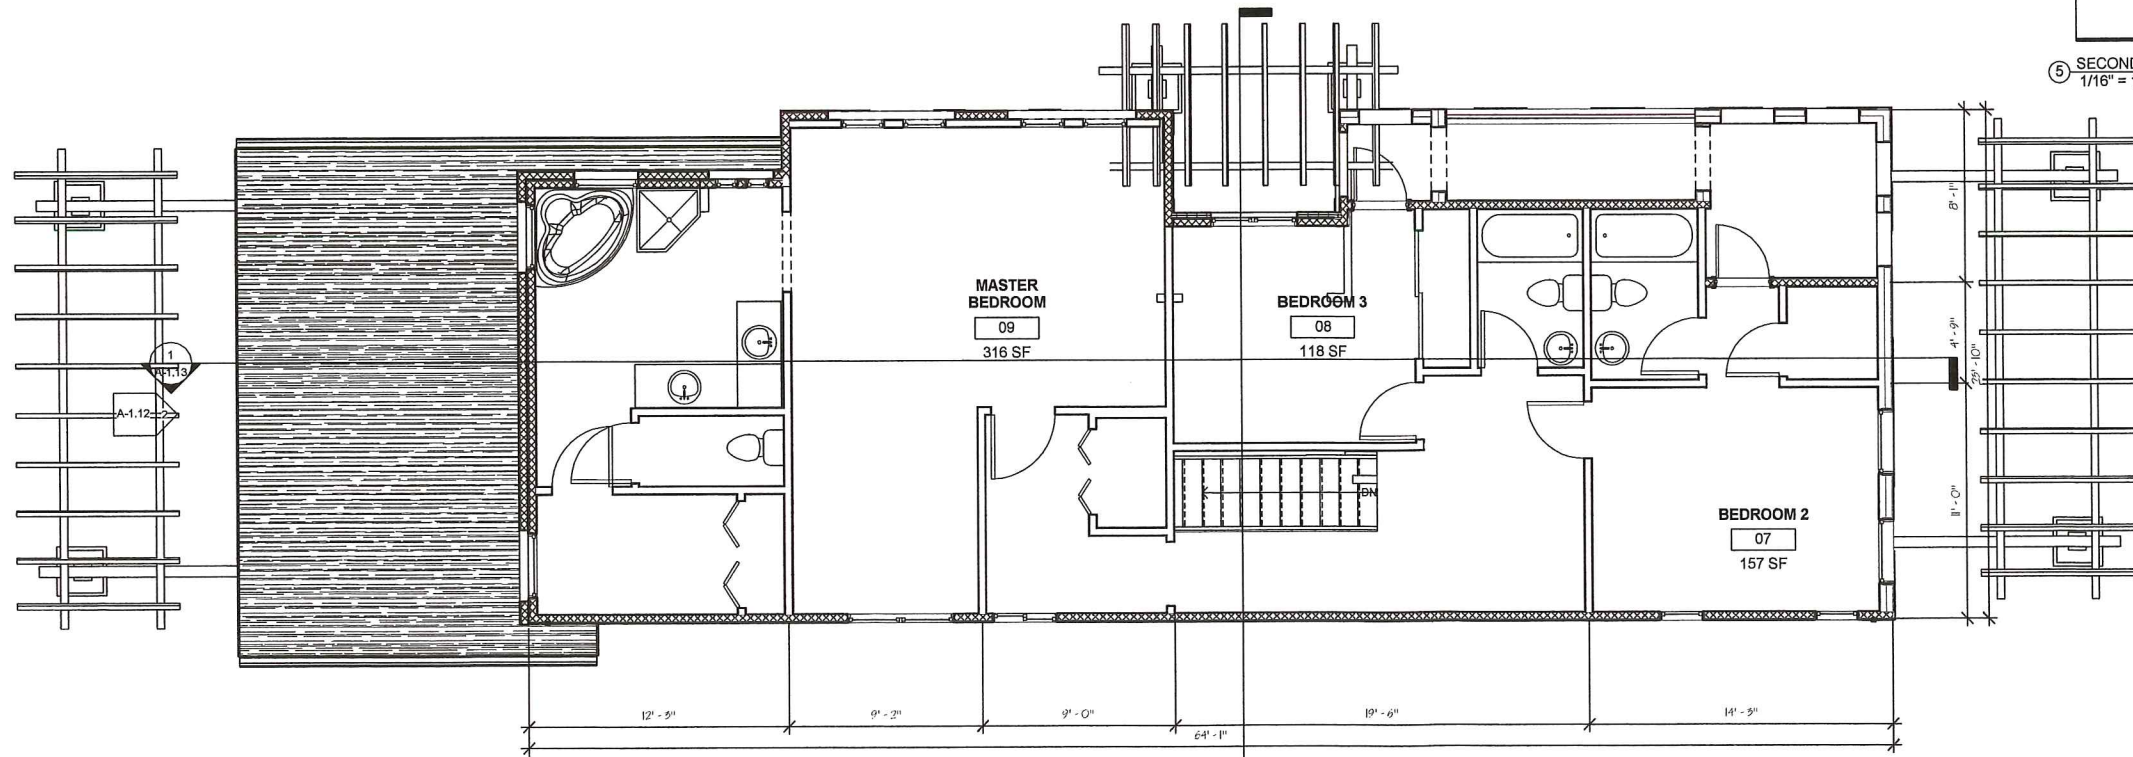 5 SECOND
1/16" =
MASTER
BEDROOM
09
316 SF
BEDROOM 3
08
118 SF
1
A-1.13
A-1.12 2
DN
BEDROOM 2
07
157 SF
8' - 1"
4' - 9"
25' - 10"
11' - 0"
12' - 3"
9' - 2"
9' - 0"
19' - 6"
14' - 3"
64' - 1"